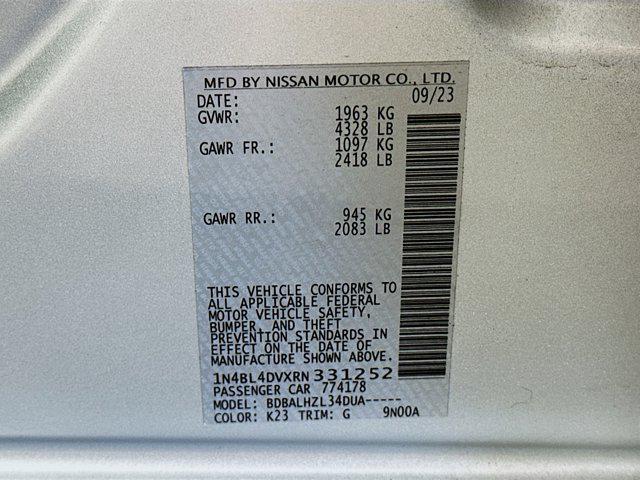 MFD BY NISSAN MOTOR CO., LTD.
DATE: 09/23
GVWR: 1963 KG
4328 LB
GAWR FR.: 1097 KG
2418 LB
GAWR RR.: 945 KG
2083 LB
THIS VEHICLE CONFORMS TO
ALL APPLICABLE FEDERAL
MOTOR VEHICLE SAFETY,
BUMPER, AND THEFT
PREVENTION STANDARDS IN
EFFECT ON THE DATE OF
MANUFACTURE SHOWN ABOVE.
1N4BL4DVXRN331252
PASSENGER CAR 774178
MODEL: BDBALHZL34DUA-----
COLOR: K23 TRIM: G 9N00A